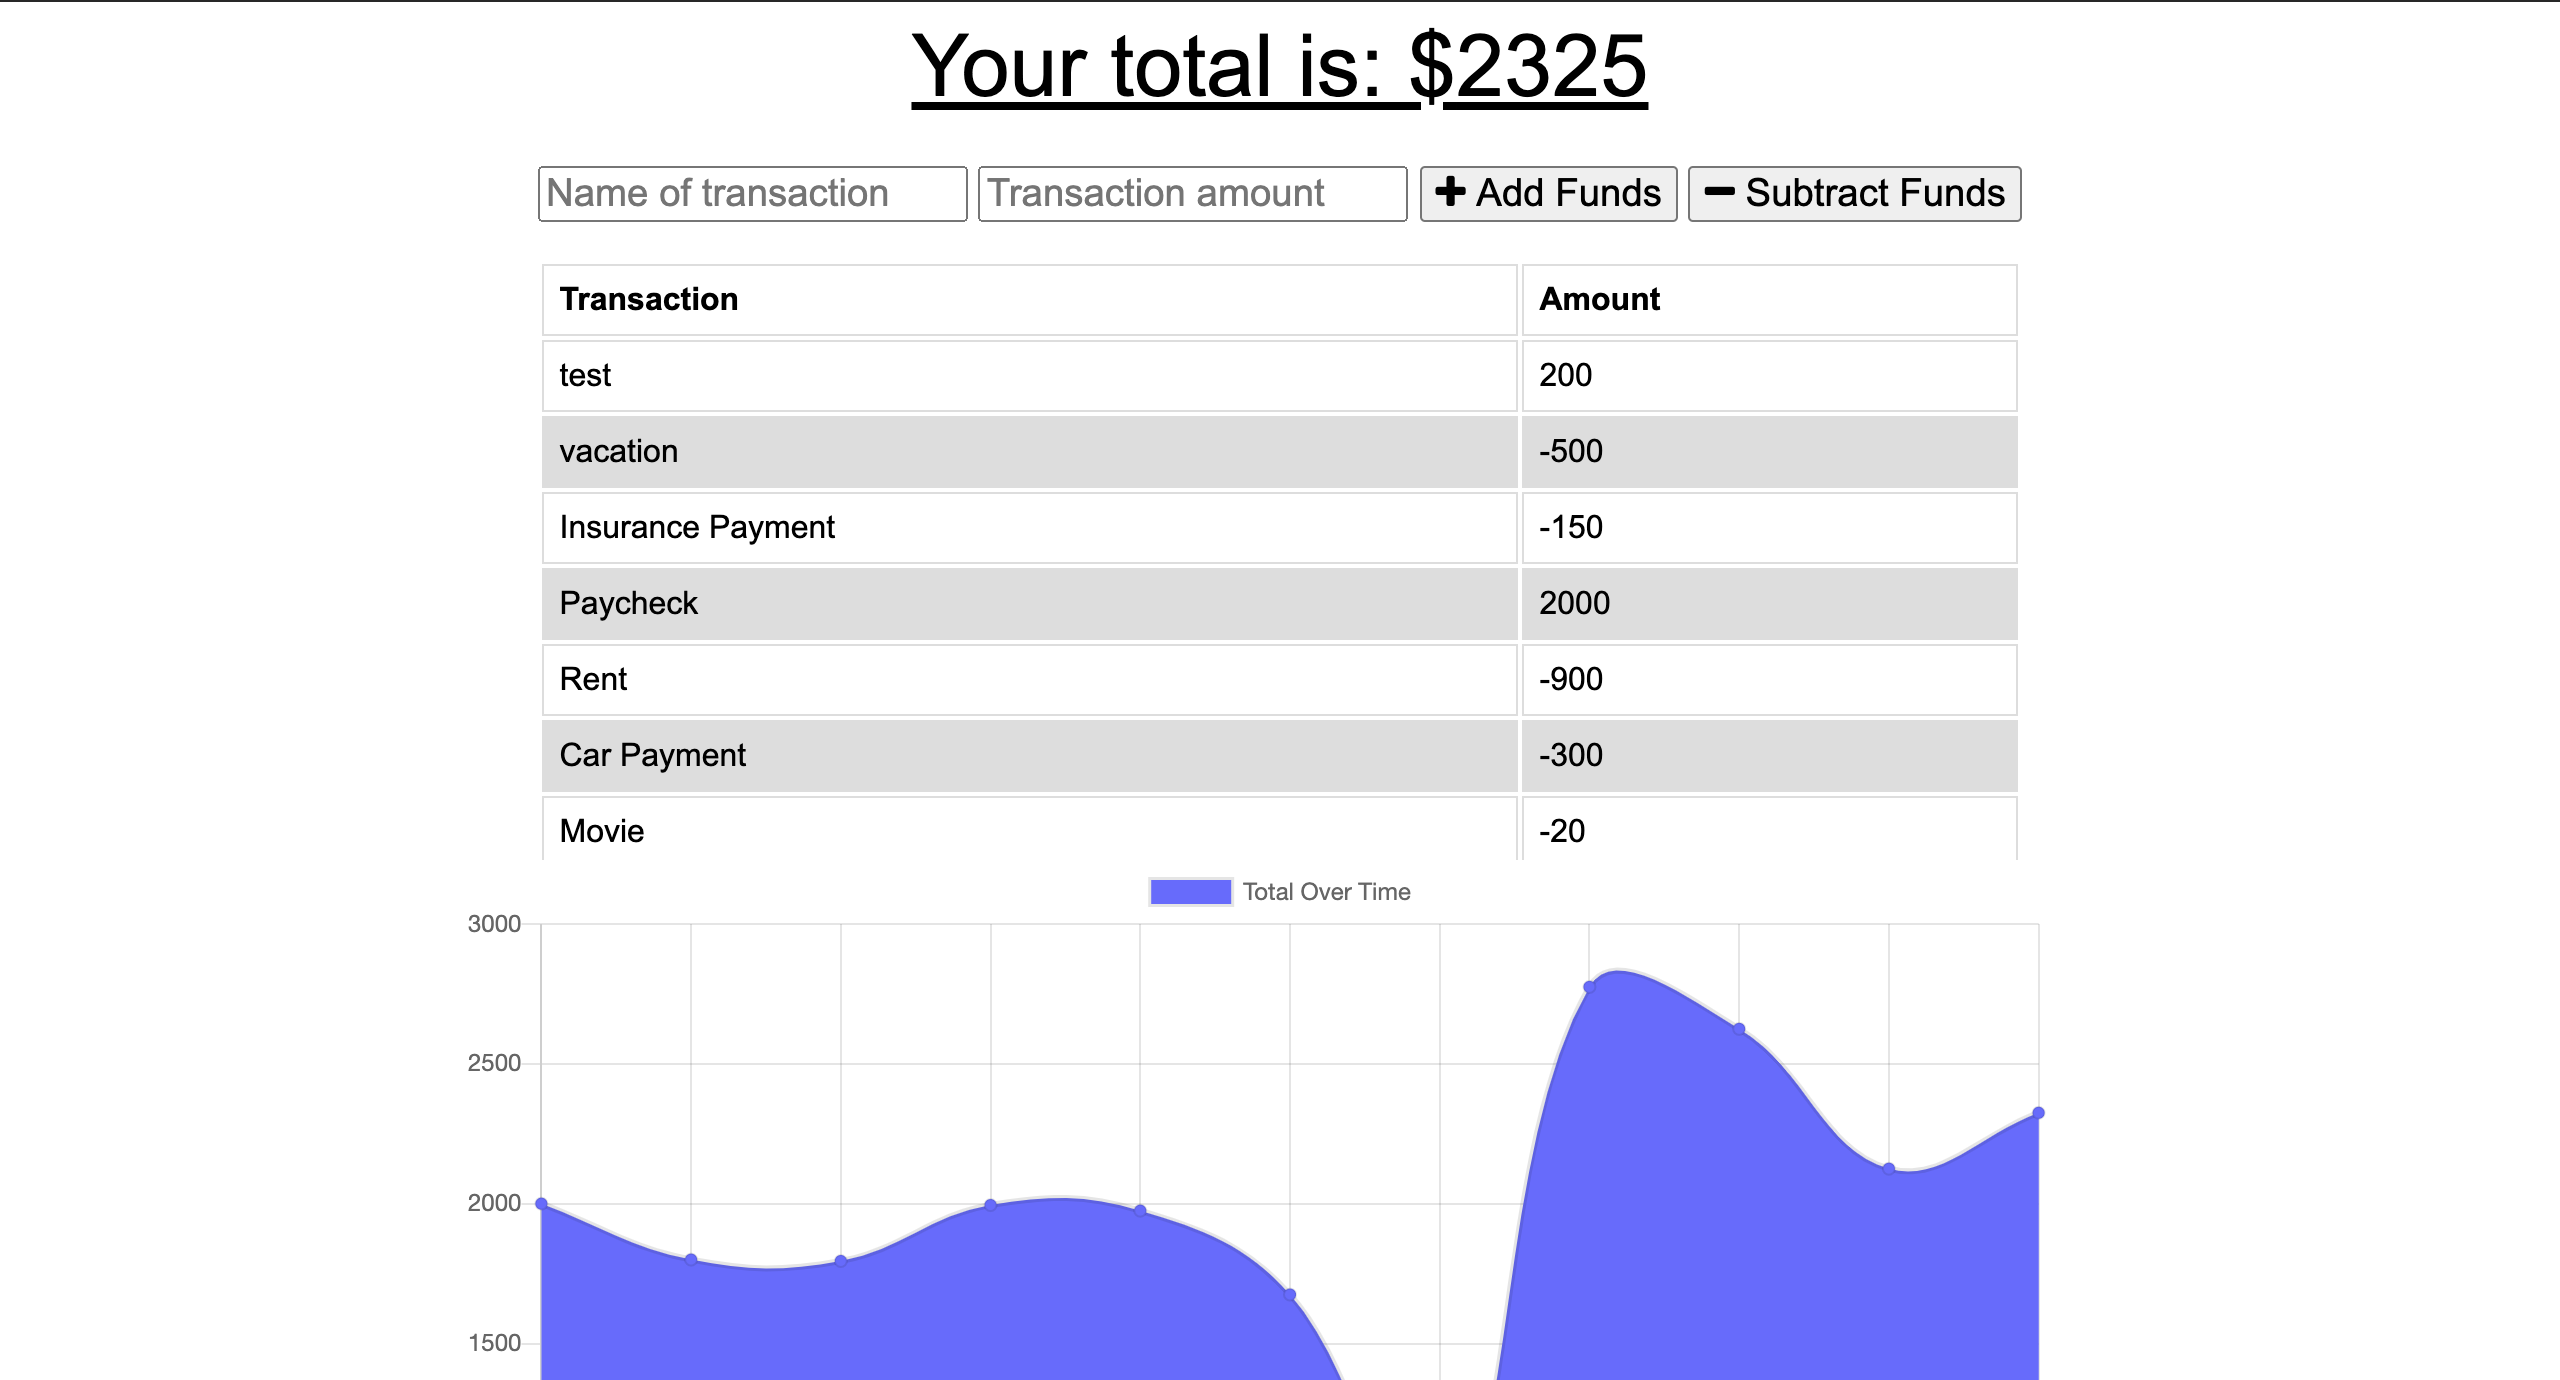 Your total is: $2325
Name of transaction Transaction amount Add Funds Subtract Funds
Transaction Amount
test 200
vacation -500
Insurance Payment -150
Paycheck 2000
Rent -900
Car Payment -300
Movie -20
Total Over Time
3000
2500
2000
1500